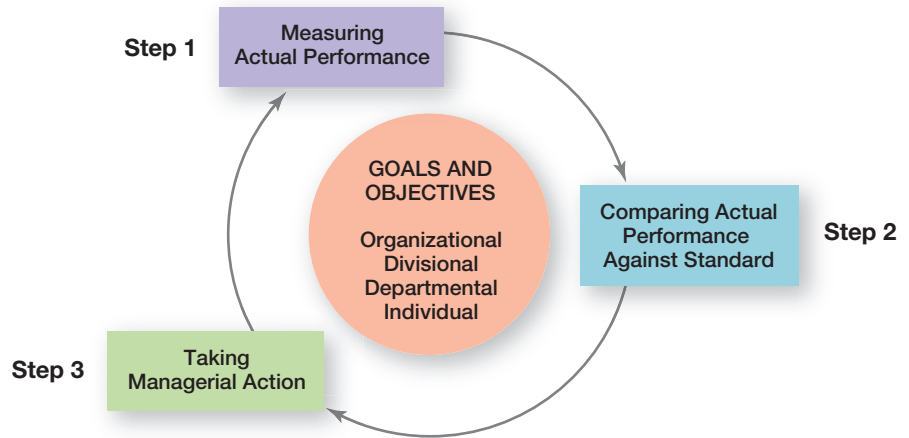 Step 1
Measuring
Actual Performance
GOALS AND
OBJECTIVES
Organizational
Divisional
Departmental
Individual
Comparing Actual
Performance
Against Standard
Step 2
Step 3
Taking
Managerial Action